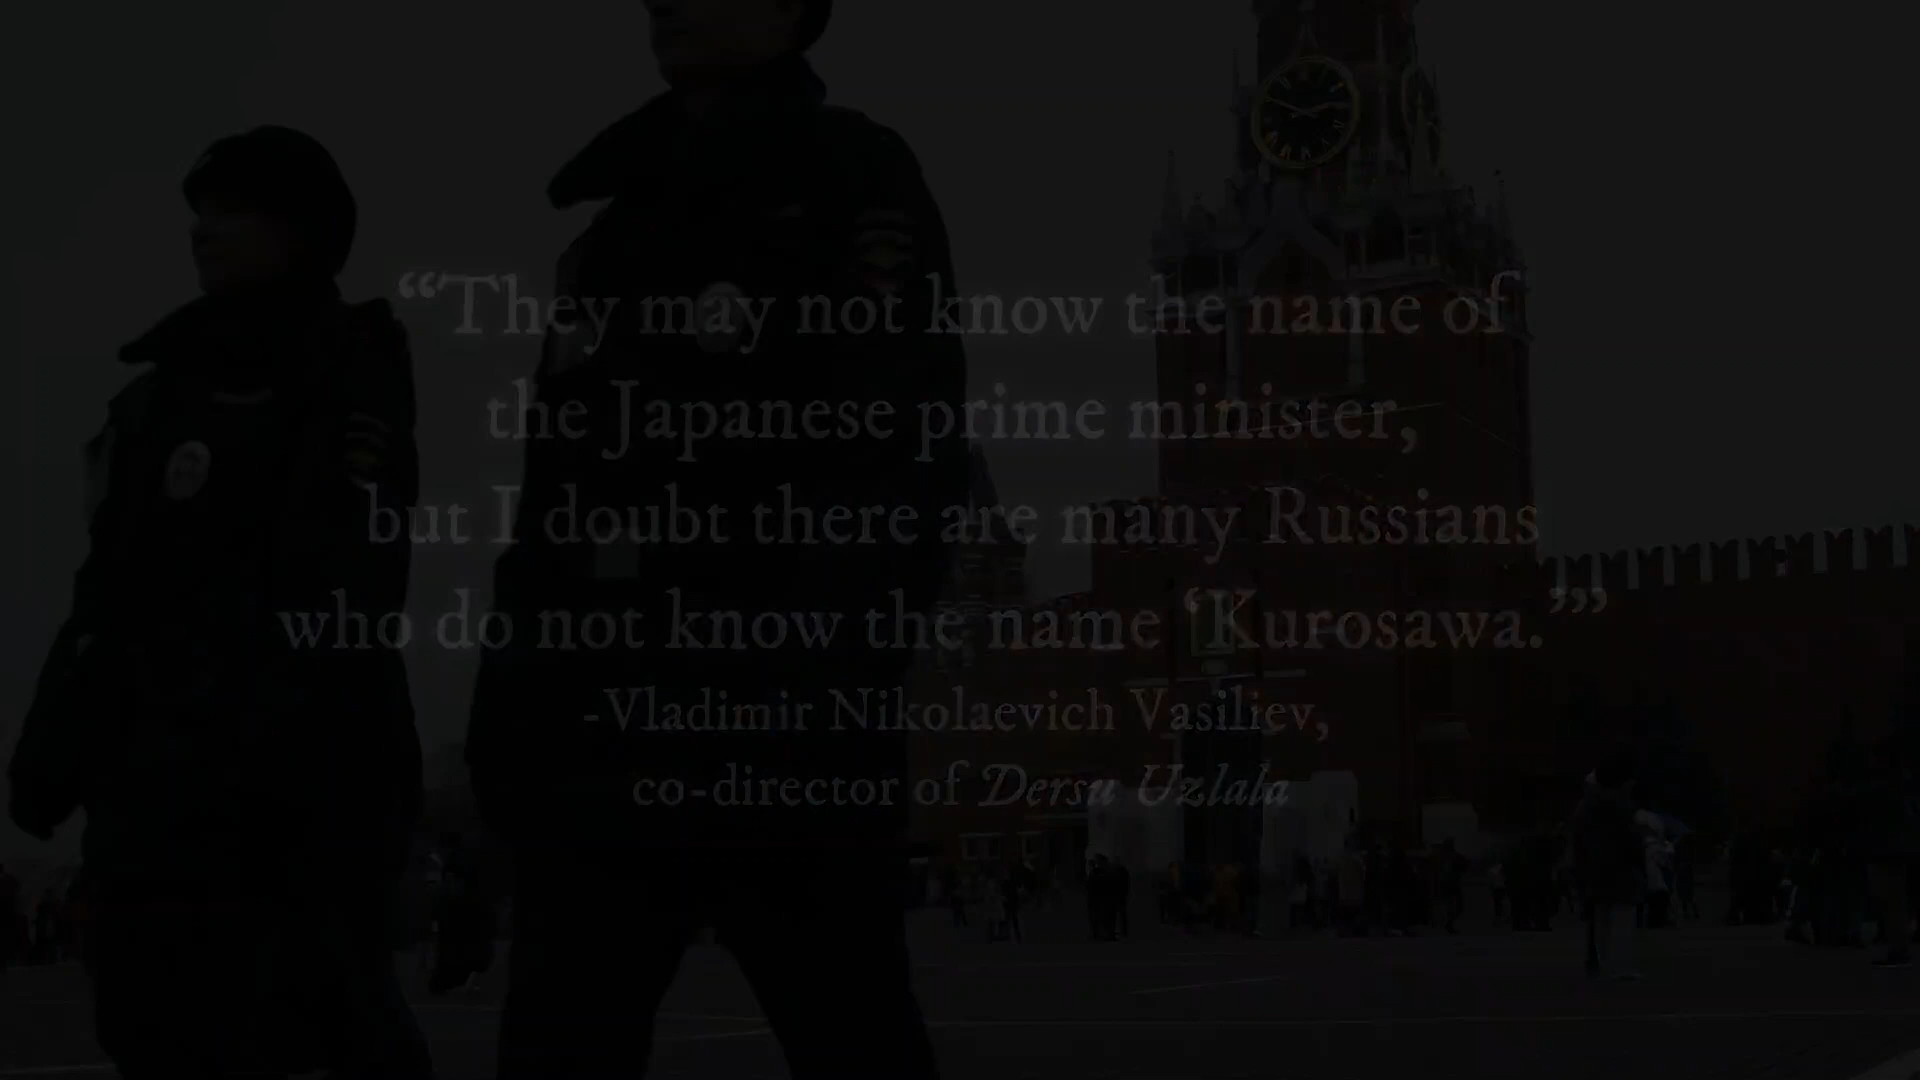 “They may not know the name of
the Japanese prime minister,
but I doubt there are many Russians
who do not know the name ‘Kurosawa.’”
-Vladimir Nikolaevich Vasiliev,
co-director of Dersu Uzlala